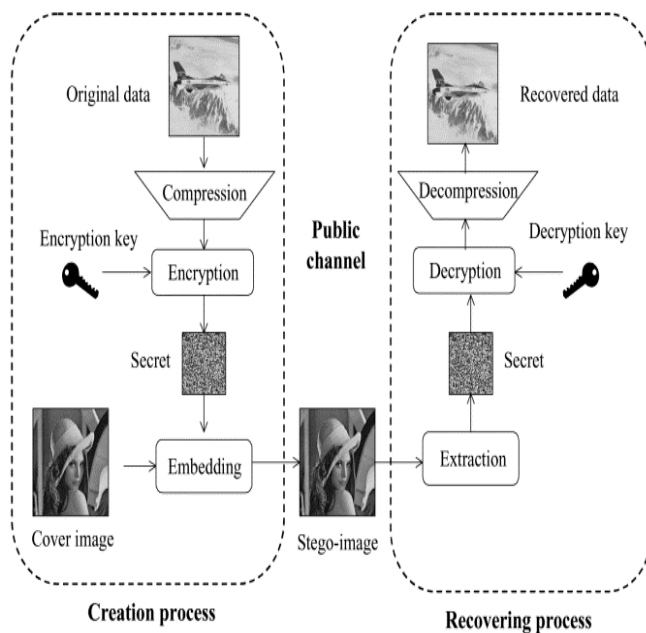 Original data
Compression
Encryption key
Encryption
Secret
Embedding
Cover image
Creation process
Public
channel
Stego-image
Recovered data
Decompression
Decryption key
Decryption
Secret
Extraction
Recovering process